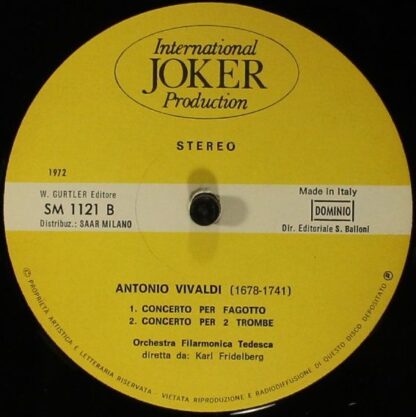 International
JOKER
Production
STEREO
1972
W. GURTLER Editore
SM 1121 B
Distribuz.: SAAR MILANO
Made in Italy
DOMINIO
Dir. Editoriale S. Balloni
ANTONIO VIVALDI (1678-1741)
1. CONCERTO PER FAGOTTO
2. CONCERTO PER 2 TROMBE
Orchestra Filarmonica Tedesca
diretta da: Karl Fridelberg
© PROPRIETÀ ARTISTICA E LETTERARIA RISERVATA - VIETATA RIPRODUZIONE E RADIODIFFUSIONE DI QUESTO DISCO DEPOSITATO ®